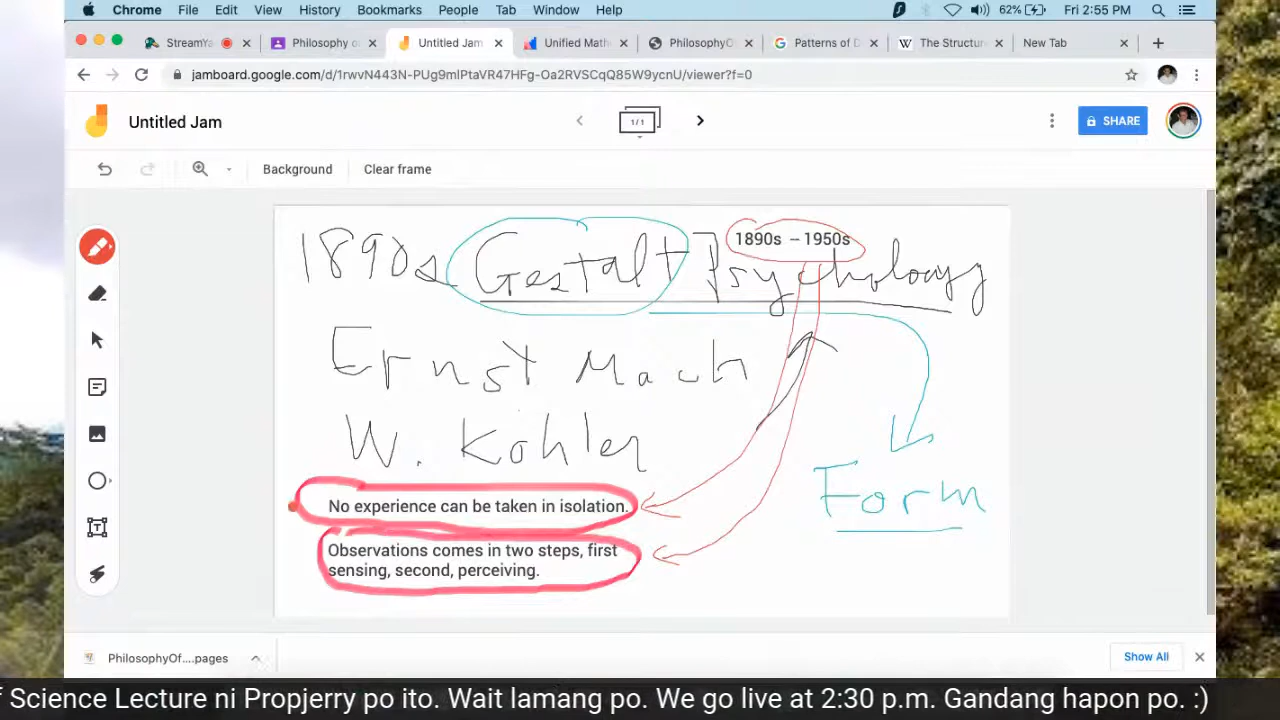 Chrome File Edit View History Bookmarks People Tab Window Help 62% Fri 2:55 PM
StreamYa Philosophy o Untitled Jam Unified Math PhilosophyO Patterns of D The Structur New Tab
jamboard.google.com/d/1rwvN443N-PUg9mIPtaVR47HFg-Oa2RVSCqQ85W9ycnU/viewer?f=0
Untitled Jam 1/1 SHARE
Background Clear frame
1890s - 1950s
1890s Gestalt Psychology
Ernst Mach
W. Kohler
Form
No experience can be taken in isolation.
Observations comes in two steps, first
sensing, second, perceiving.
PhilosophyOf....pages Show All
f Science Lecture ni Propjerry po ito. Wait lamang po. We go live at 2:30 p.m. Gandang hapon po. :)